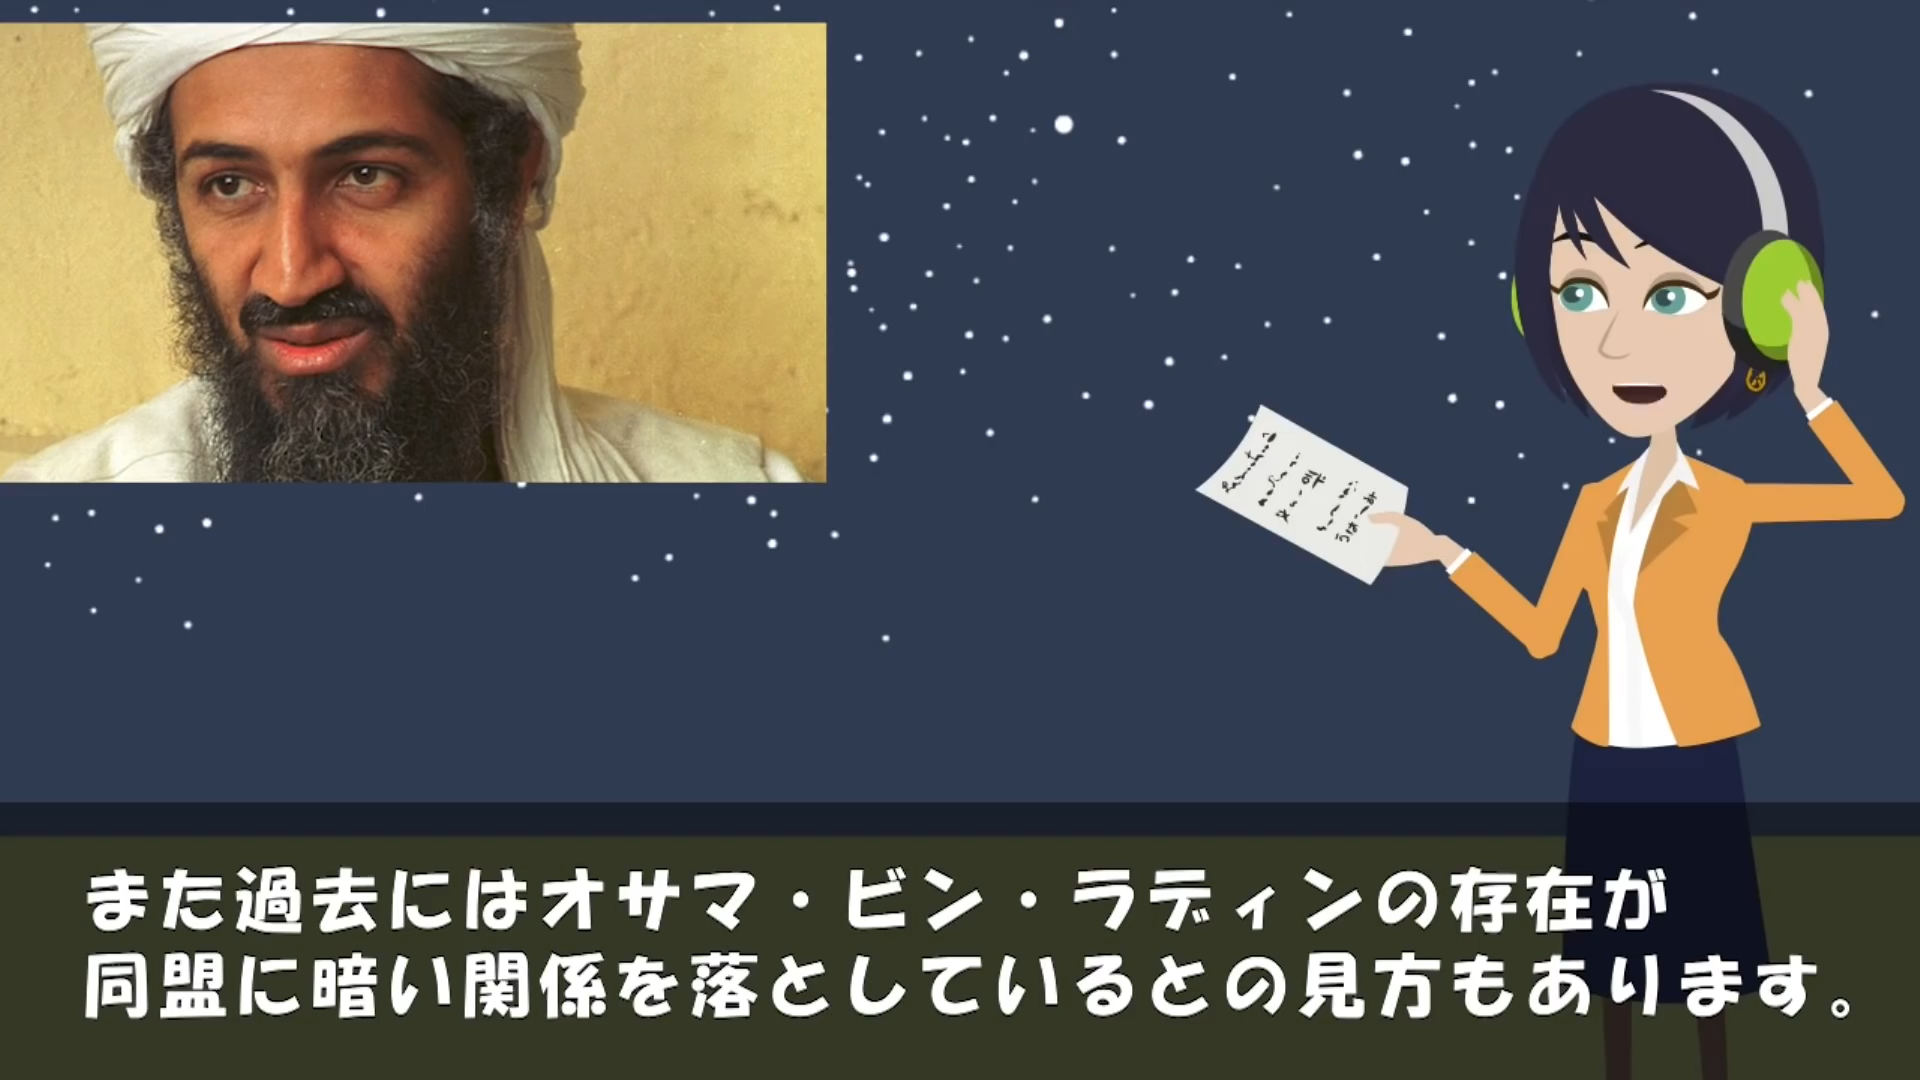 また過去にはオサマ・ビン・ラディンの存在が
同盟に暗い関係を落としているとの見方もあります。